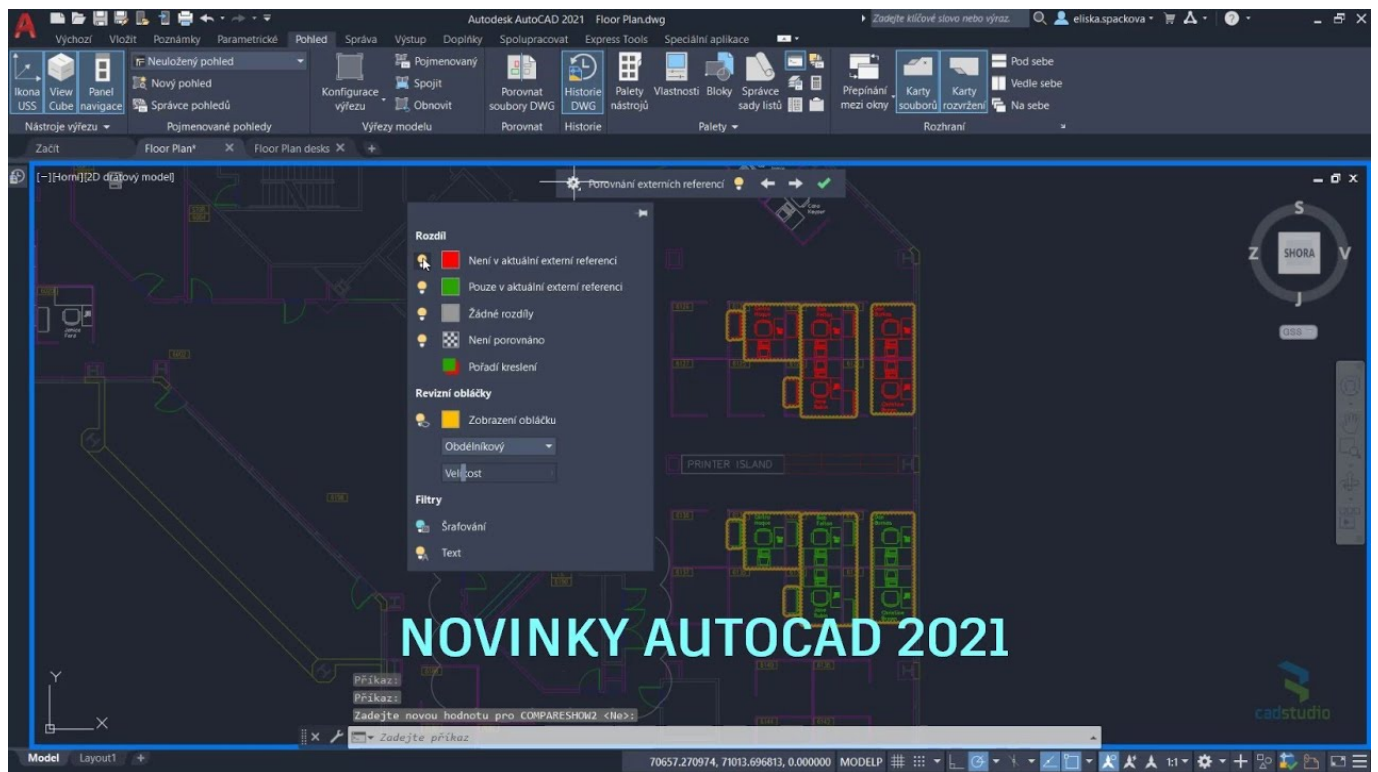 Autodesk AutoCAD 2021 Floor Plan.dwg
Zadejte klíčové slovo nebo výraz.
eliska.spackova
Výchozí Vložit Poznámky Parametrické Pohled Správa Výstup Doplňky Spolupracovat Express Tools Speciální aplikace
Ikona USS
View Cube
Panel navigace
Nástroje výřezu
Neuložený pohled
Nový pohled
Správce pohledů
Pojmenované pohledy
Konfigurace výřezu
Pojmenovaný
Spojit
Obnovit
Výřezy modelu
Porovnat soubory DWG
Porovnat
Historie DWG
Historie
Palety nástrojů
Vlastnosti
Bloky
Správce sady listů
Palety
Přepínání mezi okny
Karty souborů
Karty rozvržení
Pod sebe
Vedle sebe
Na sebe
Rozhraní
Začít Floor Plan* Floor Plan desks
[−][Horní][2D drátový model]
Porovnání externích referencí
Rozdíl
Není v aktuální externí referenci
Pouze v aktuální externí referenci
Žádné rozdíly
Není porovnáno
Pořadí kreslení
Revizní obláčky
Zobrazení obláčku
Obdélníkový
Velikost
Filtry
Šrafování
Text
S
Z SHORA V
J
GSS
PRINTER ISLAND
NOVINKY AUTOCAD 2021
cadstudio
Y
X
Příkaz:
Příkaz:
Zadejte novou hodnotu pro COMPARESHOW2 <Ne>:
Zadejte příkaz
Model Layout1 +
70657.270974, 71013.696813, 0.000000 MODELP 1:1